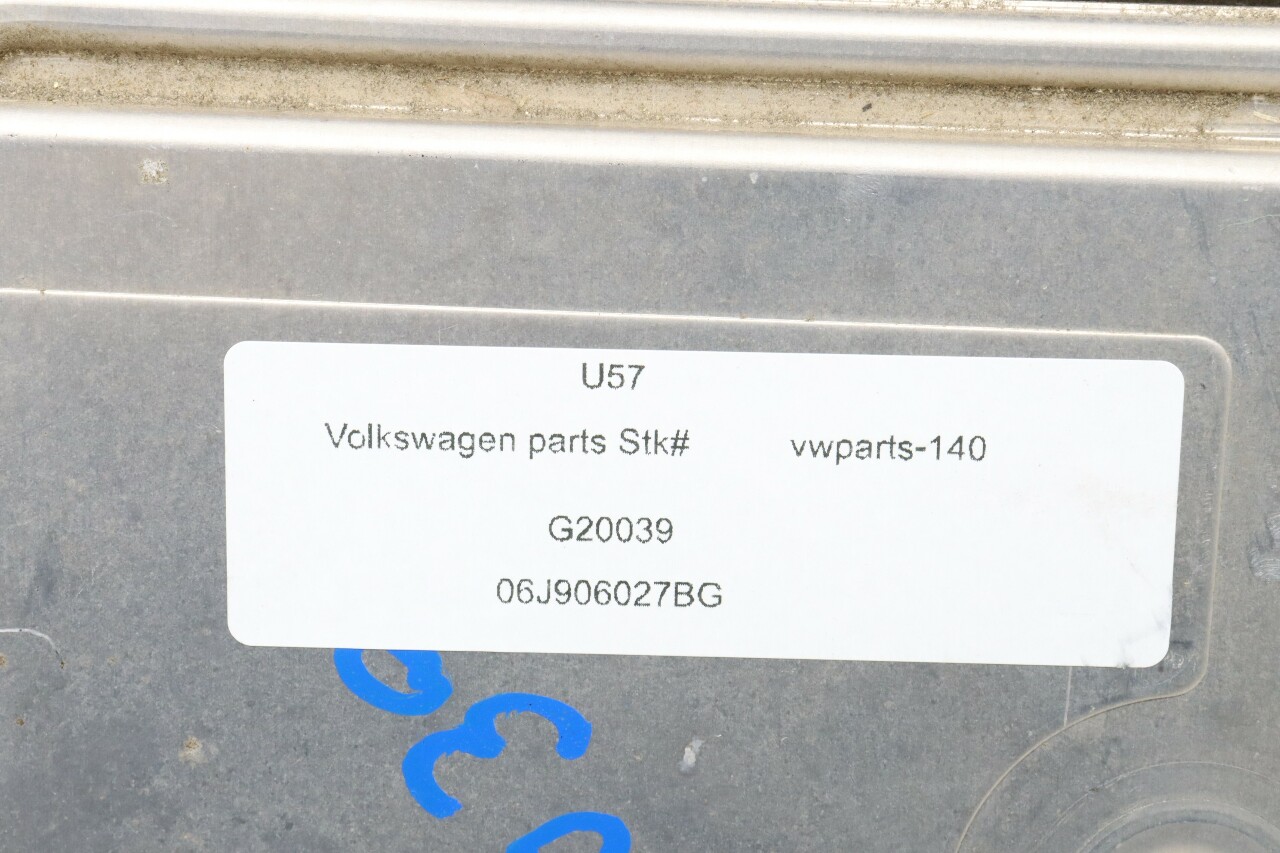 U57
Volkswagen parts Stk# vwparts-140
G20039
06J906027BG